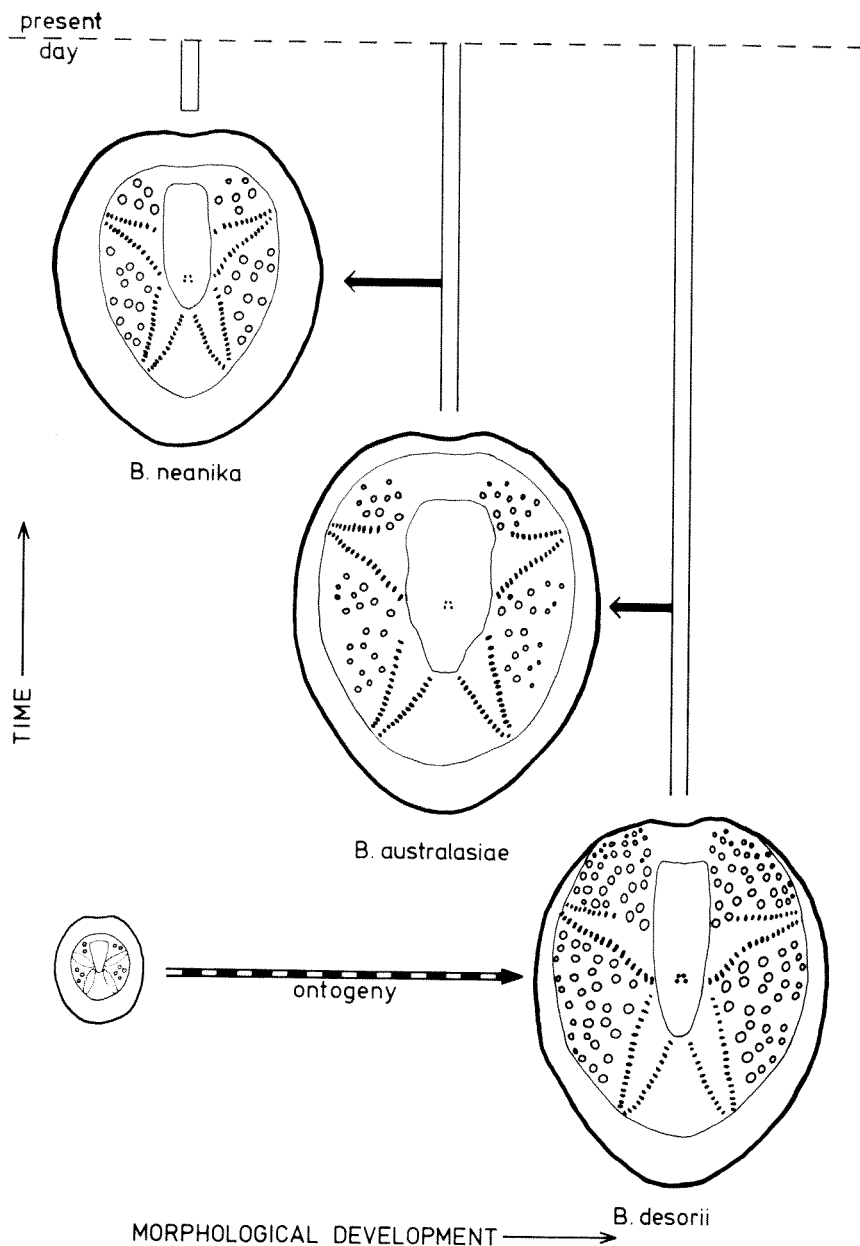 present
day
B. neanika
TIME
B. australasiae
ontogeny
B. desorii
MORPHOLOGICAL DEVELOPMENT